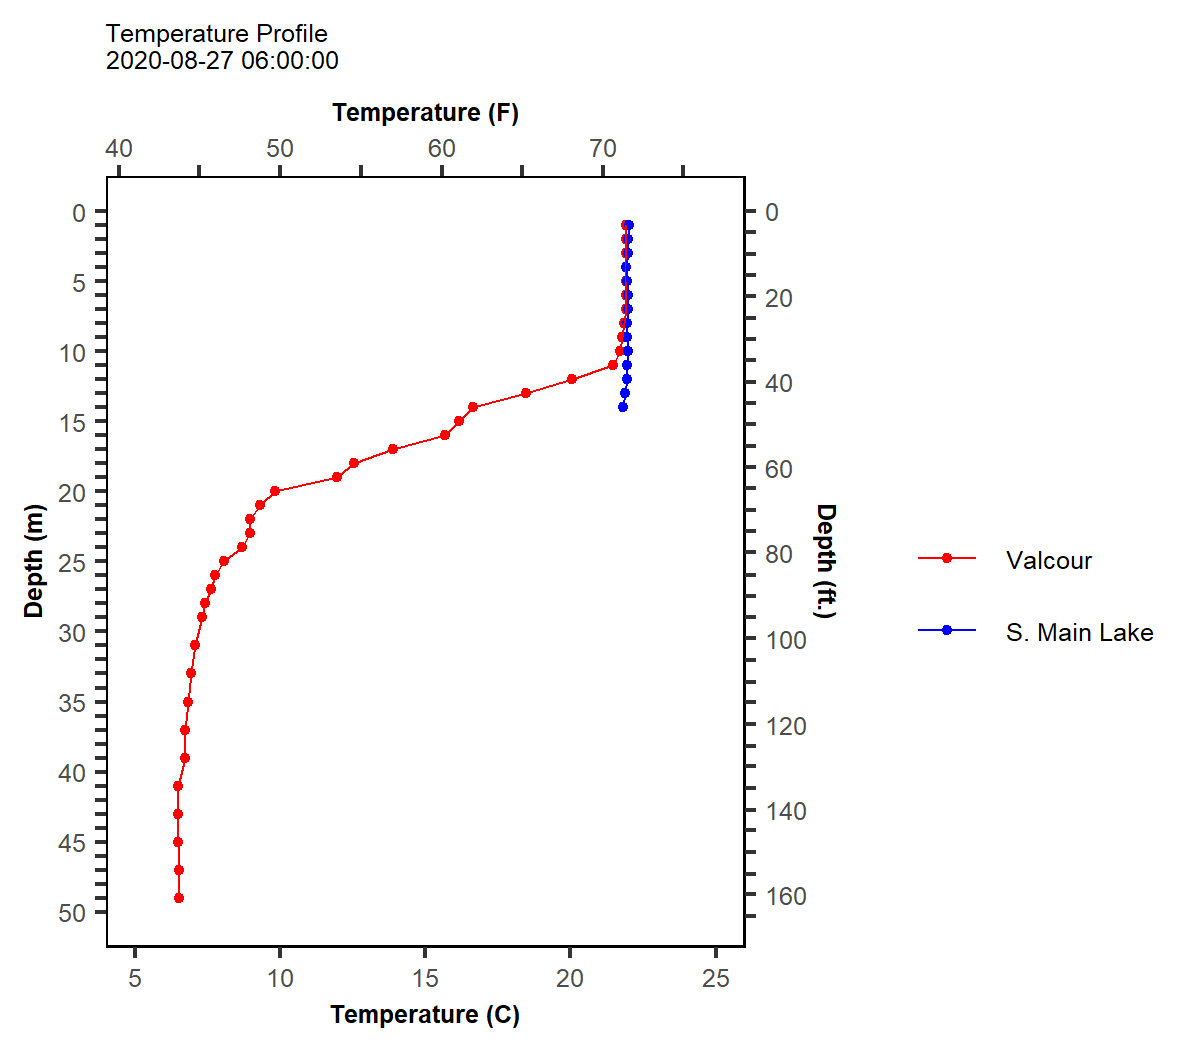 Temperature Profile
2020-08-27 06:00:00
Temperature (F)
40 50 60 70
0
5
10
15
20
25
30
35
40
45
50
Depth (m)
0
20
40
60
80
100
120
140
160
Depth (ft.)
Valcour
S. Main Lake
5 10 15 20 25
Temperature (C)